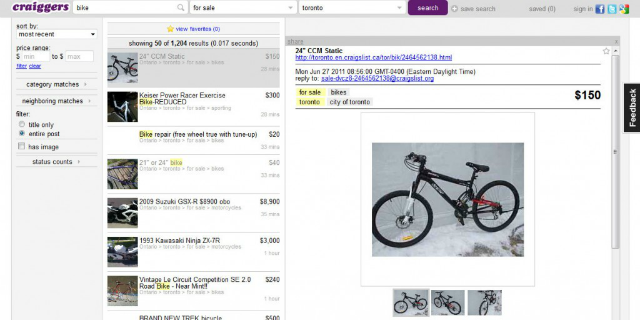 craiggers
bike
for sale
toronto
search
save search
saved (0)
sign in
sort by:
most recent
price range:
$ min to $ max
filter clear
category matches >
neighboring matches >
filter:
title only
entire post
has image
status counts >
view favorites (0)
showing 50 of 1,204 results (0.017 seconds)
24" CCM Static $150
Ontario > toronto > for sale > bikes
28 mins
Keiser Power Racer Exercise $300
Bike-REDUCED
Ontario > toronto > for sale > sporting
28 mins
Bike repair (free wheel true with tune-up) $20
Ontario > toronto > for sale > bikes
33 mins
21" or 24" bike $40
Ontario > toronto > for sale > bikes
33 mins
2009 Suzuki GSX-R $8900 obo $8,900
Ontario > toronto > for sale > motorcycles
35 mins
1993 Kawasaki Ninja ZX-7R $3,000
Ontario > toronto > for sale > motorcycles
1 hour
Vintage Le Circuit Competition SE 2.0 $240
Road Bike - Near Mint!!
Ontario > toronto > for sale > bikes
1 hour
BRAND NEW TREK bicycle $500
share
x
24" CCM Static
http://toronto.en.craigslist.ca/tor/bik/2464562138.html
Mon Jun 27 2011 08:56:00 GMT-0400 (Eastern Daylight Time)
reply to: sale-dvcz8-2464562138@craigslist.org
for sale bikes
toronto city of toronto
$150
Feedback